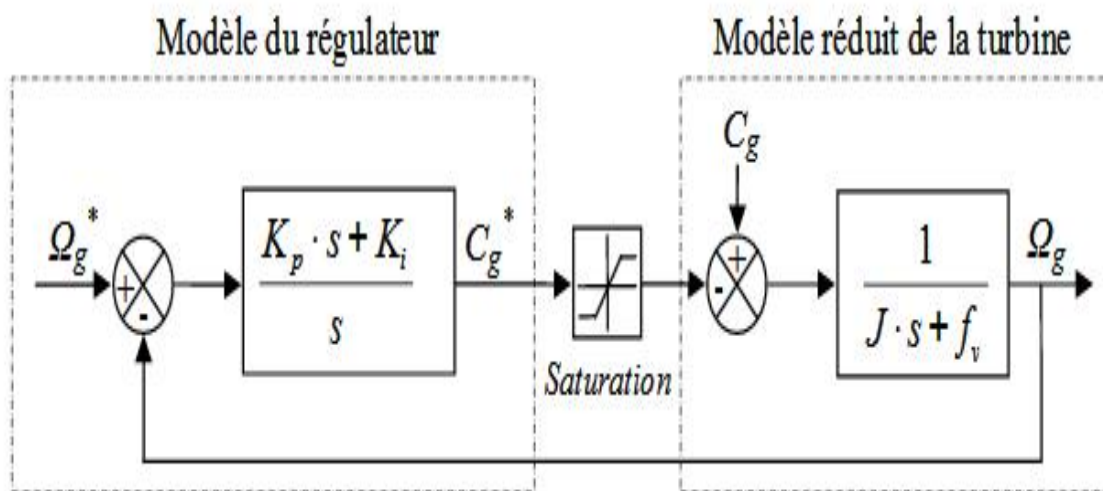 Modèle du régulateur
Modèle réduit de la turbine
C_g
Ω_g^*
+
-
K_p · s + K_i
s
C_g^*
Saturation
+
-
1
J · s + f_v
Ω_g